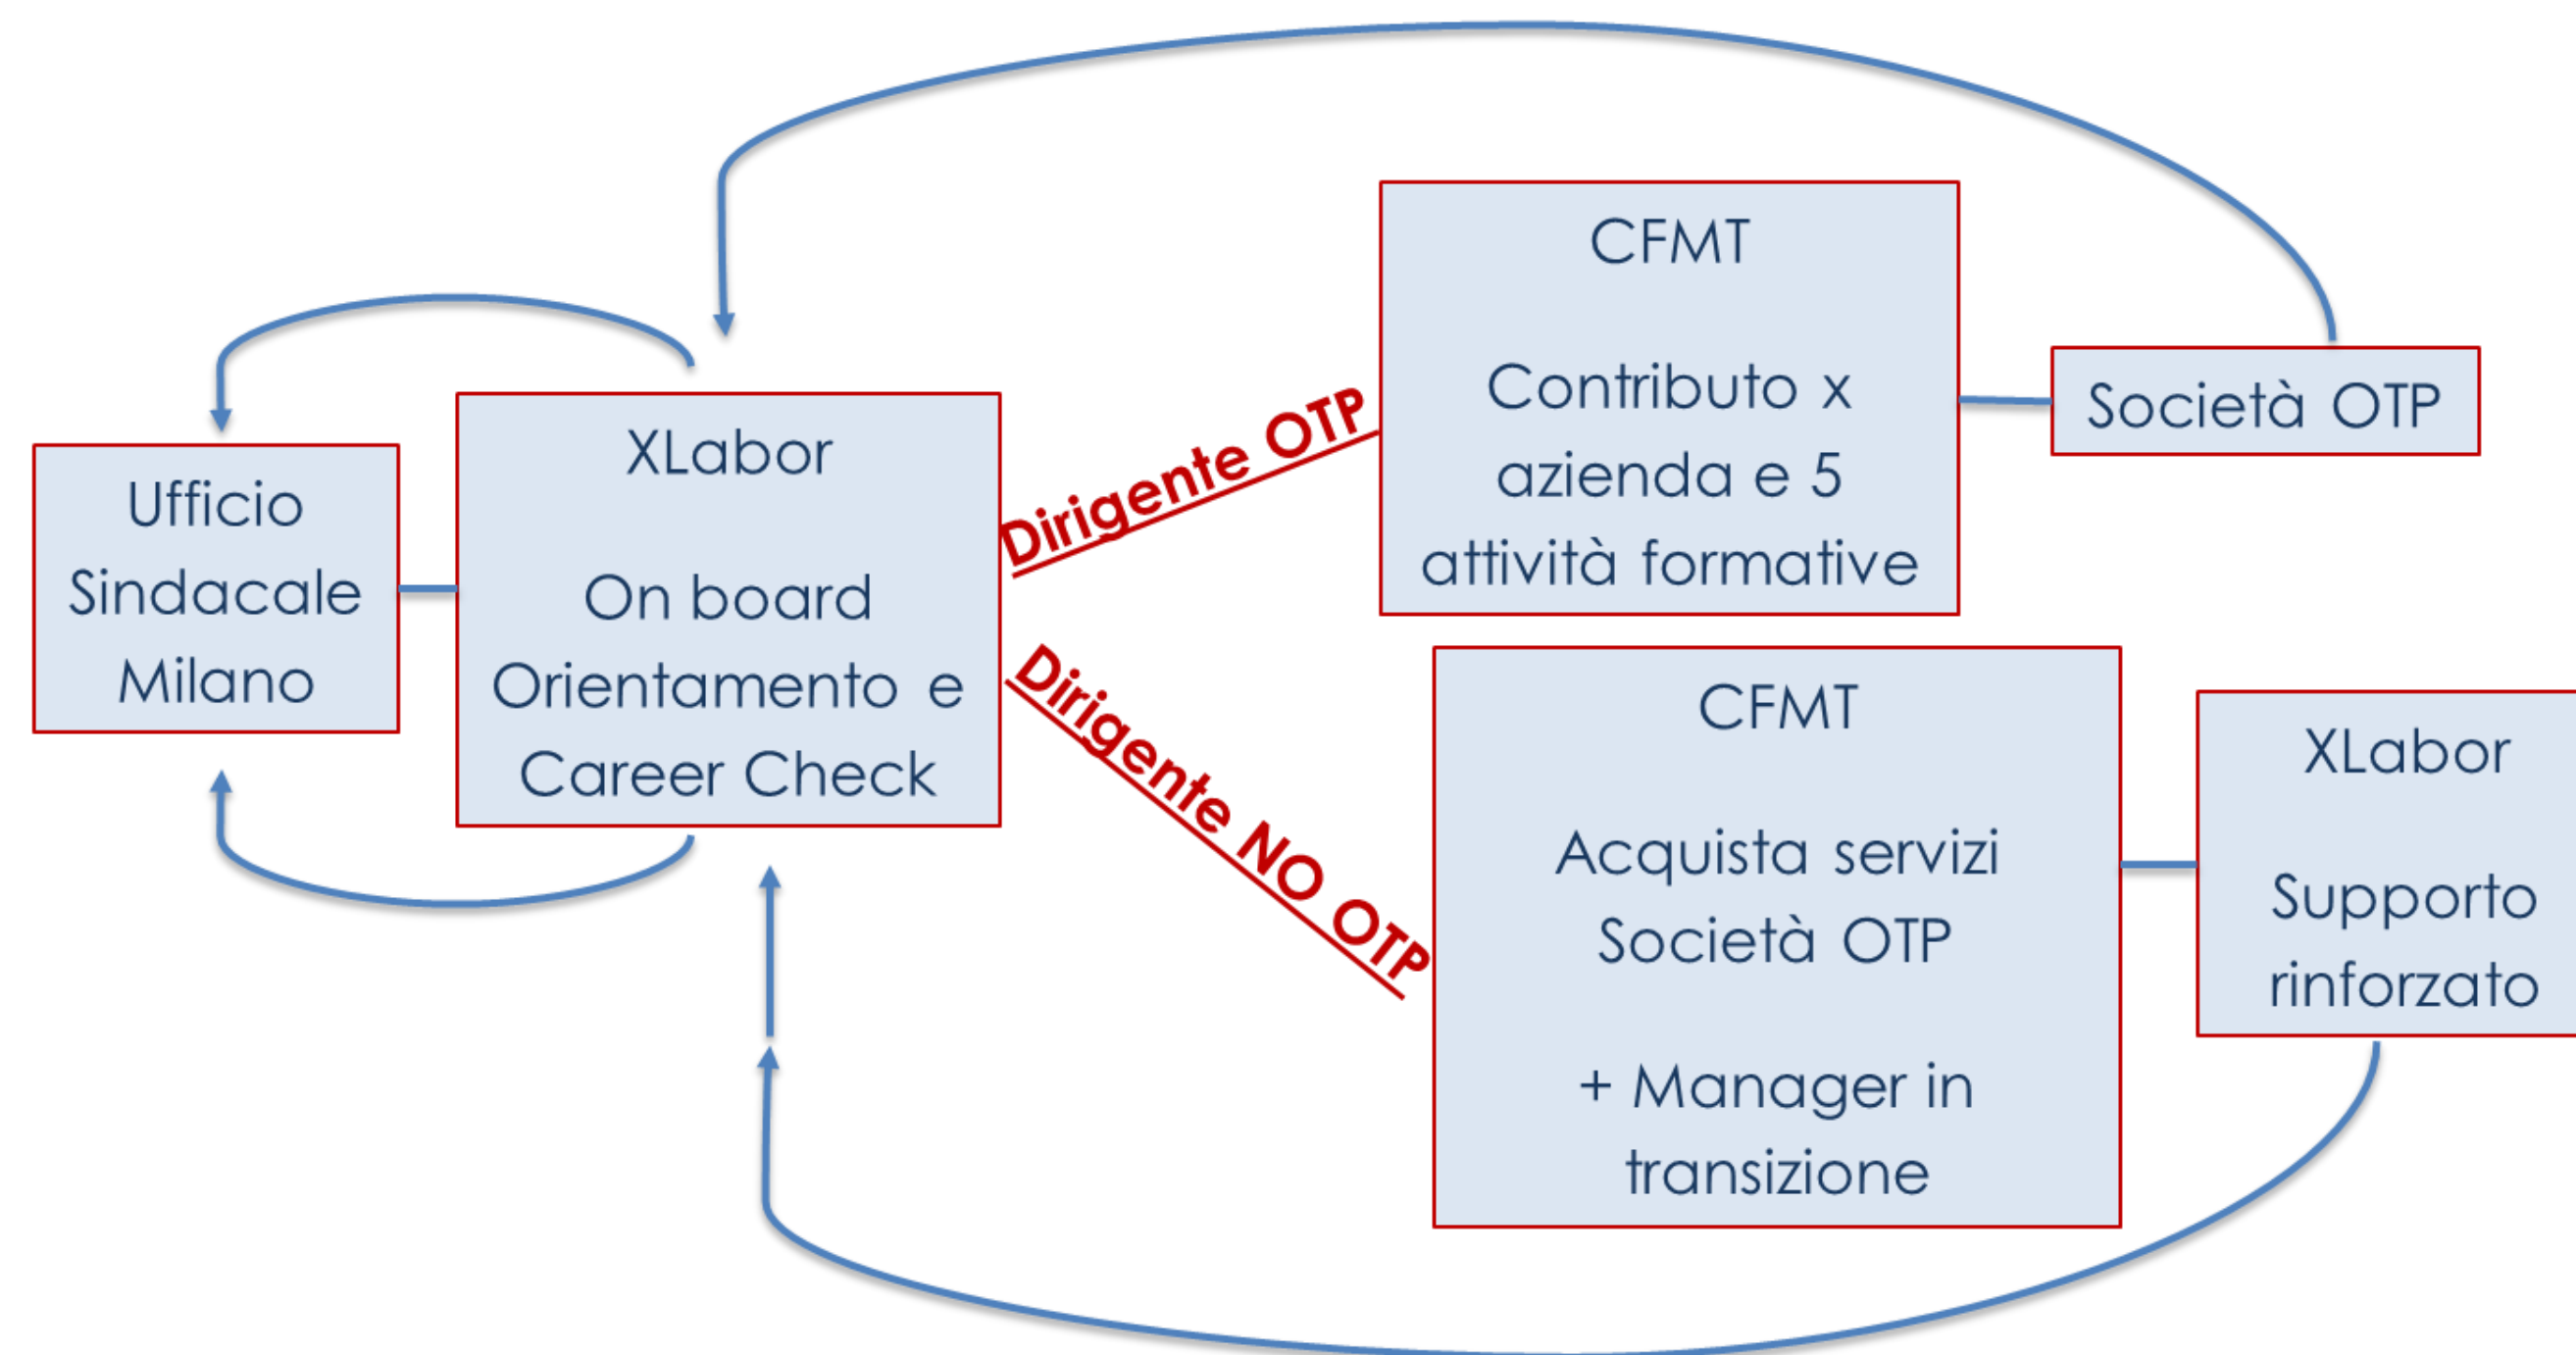 Ufficio
Sindacale
Milano
XLabor
On board
Orientamento e
Career Check
Dirigente OTP
CFMT
Contributo x
azienda e 5
attività formative
Società OTP
Dirigente NO OTP
CFMT
Acquista servizi
Società OTP
+ Manager in
transizione
XLabor
Supporto
rinforzato